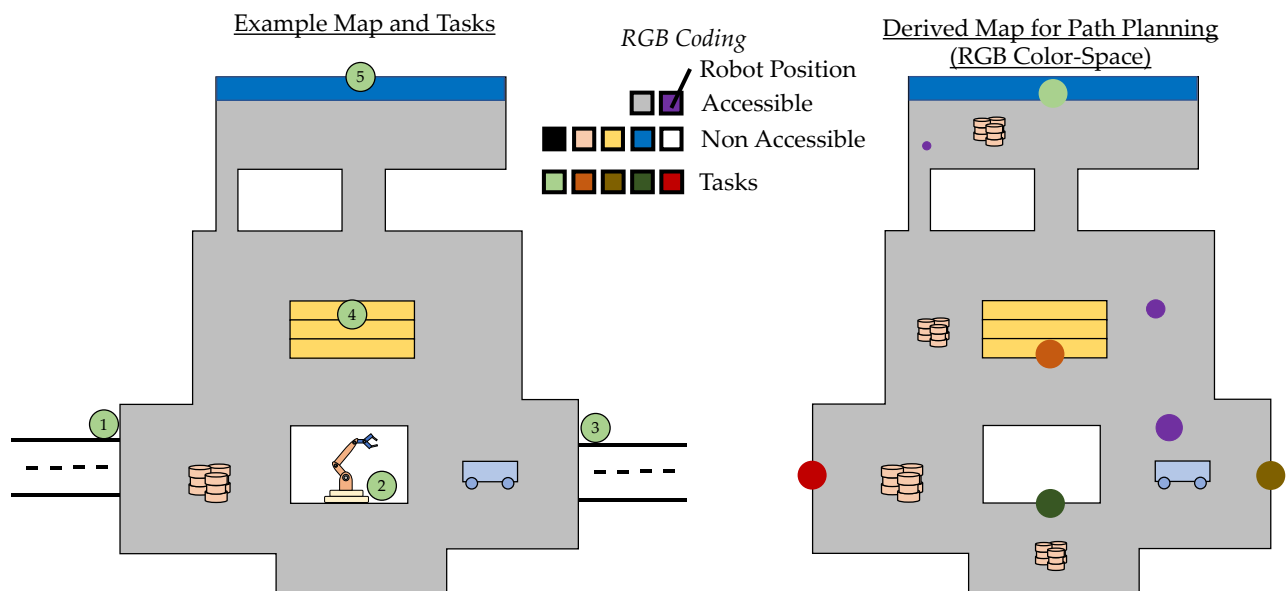 Example Map and Tasks
RGB Coding
Robot Position
Accessible
Non Accessible
Tasks
Derived Map for Path Planning
(RGB Color-Space)
5
4
1
3
2